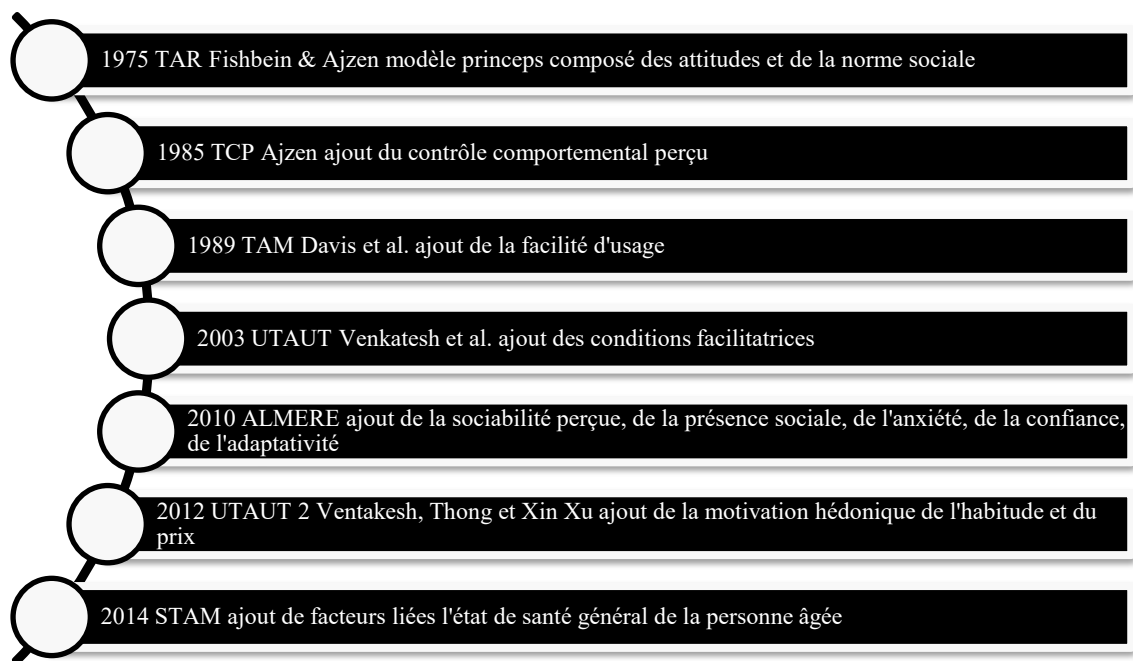 1975 TAR Fishbein & Ajzen modèle princeps composé des attitudes et de la norme sociale
1985 TCP Ajzen ajout du contrôle comportemental perçu
1989 TAM Davis et al. ajout de la facilité d'usage
2003 UTAUT Venkatesh et al. ajout des conditions facilitatrices
2010 ALMERE ajout de la sociabilité perçue, de la présence sociale, de l'anxiété, de la confiance,
de l'adaptativité
2012 UTAUT 2 Ventakesh, Thong et Xin Xu ajout de la motivation hédonique de l'habitude et du
prix
2014 STAM ajout de facteurs liées l'état de santé général de la personne âgée